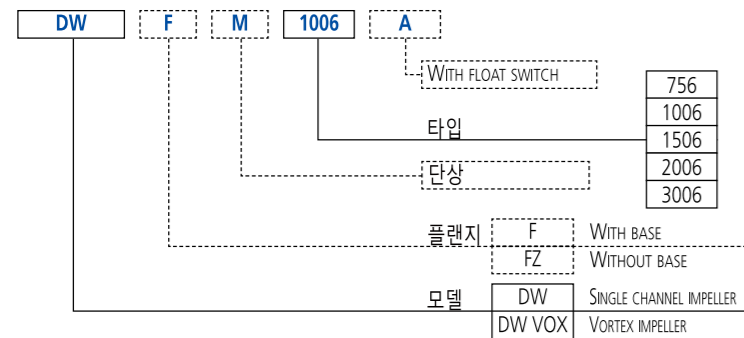 DW F M 1006 A
WITH FLOAT SWITCH
756
1006
타입
1506
단상
2006
3006
플랜지 F WITH BASE
FZ WITHOUT BASE
모델 DW SINGLE CHANNEL IMPELLER
DW VOX VORTEX IMPELLER